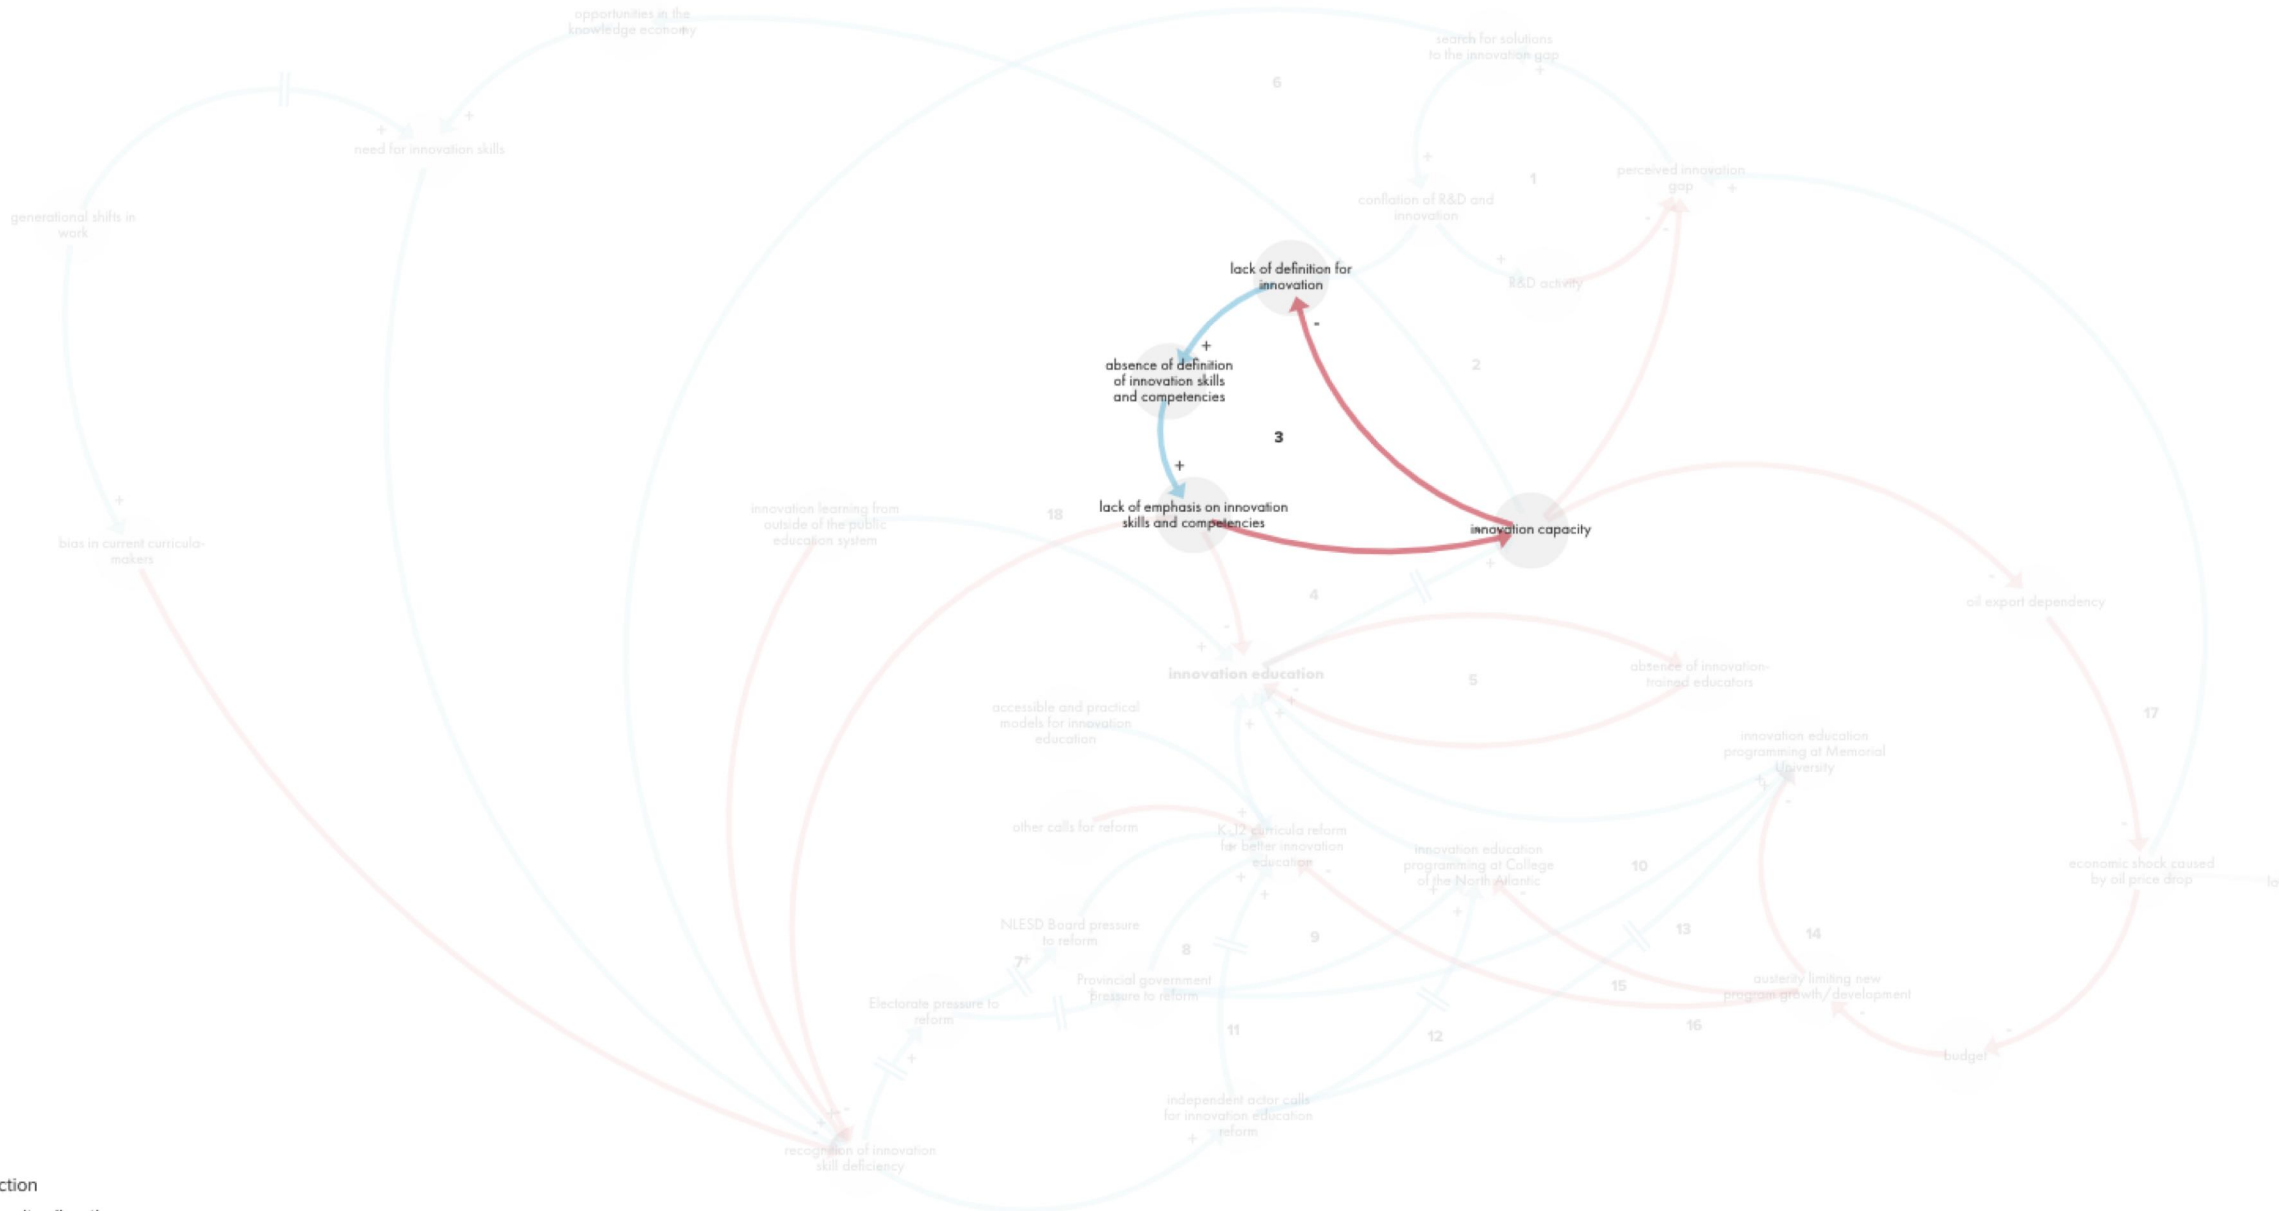 opportunities in the
knowledge economy
+
search for solutions
to the innovation gap
+
6
+
+
need for innovation skills
perceived innovation
gap
+
1
+
conflation of R&D and
innovation
-
-
generational shifts in
work
+
R&D activity
lack of definition for
innovation
-
+
2
absence of definition
of innovation skills
and competencies
3
+
+
lack of emphasis on innovation
skills and competencies
innovation capacity
-
18
innovation learning from
outside of the public
education system
bias in current curricula-
makers
+
4
-
oil export dependency
-
+
innovation education
absence of innovation-
trained educators
5
-
+
+
+
accessible and practical
models for innovation
education
17
innovation education
programming at Memorial
University
+
+
-
other calls for reform
+
K-12 curricula reform
for better innovation
education
-
+
+
innovation education
programming at College
of the North Atlantic
+
-
+
10
-
economic shock caused
by oil price drop
la
NLESD Board pressure
to reform
7
+
8
9
13
14
Provincial government
pressure to reform
+
Electorate pressure to
reform
+
15
austerity limiting new
program growth/development
-
11
12
16
-
budget
independent actor calls
for innovation education
reform
+
recognition of innovation
skill deficiency
ction